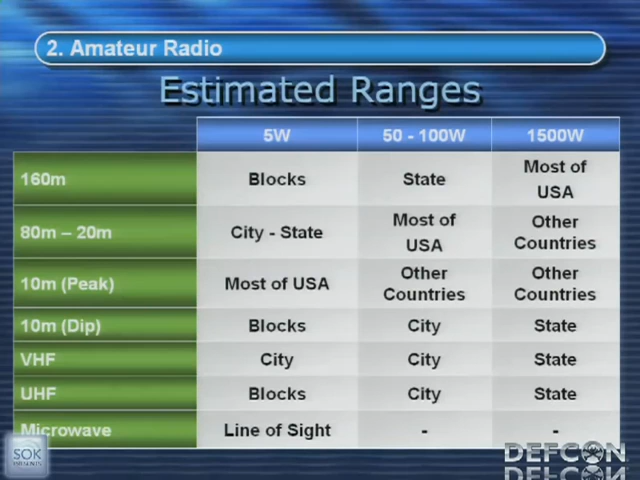 2. Amateur Radio
Estimated Ranges
5W 50 - 100W 1500W
160m Blocks State Most of USA
80m – 20m City - State Most of USA Other Countries
10m (Peak) Most of USA Other Countries Other Countries
10m (Dip) Blocks City State
VHF City City State
UHF Blocks City State
Microwave Line of Sight - -
SOK
PRESENTS
DEFCON